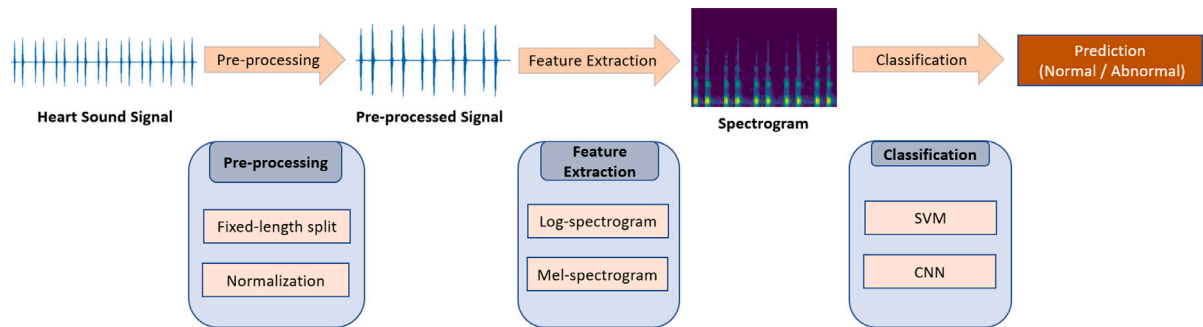 Pre-processing
Feature Extraction
Classification
Prediction
(Normal / Abnormal)
Heart Sound Signal
Pre-processed Signal
Spectrogram
Pre-processing
Fixed-length split
Normalization
Feature
Extraction
Log-spectrogram
Mel-spectrogram
Classification
SVM
CNN